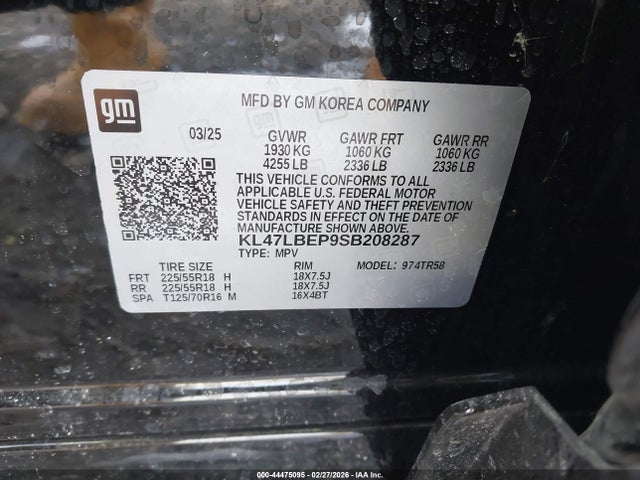 gm
MFD BY GM KOREA COMPANY
03/25 GVWR GAWR FRT GAWR RR
1930 KG 1060 KG 1060 KG
4255 LB 2336 LB 2336 LB
THIS VEHICLE CONFORMS TO ALL
APPLICABLE U.S. FEDERAL MOTOR
VEHICLE SAFETY AND THEFT PREVENTION
STANDARDS IN EFFECT ON THE DATE OF
MANUFACTURE SHOWN ABOVE.
KL47LBEP9SB208287
TYPE: MPV MODEL: 974TR58
TIRE SIZE RIM
FRT 225/55R18 H 18X7.5J
RR 225/55R18 H 18X7.5J
SPA T125/70R16 M 16X4BT
000-44475095 - 02/27/2026 - IAA Inc.